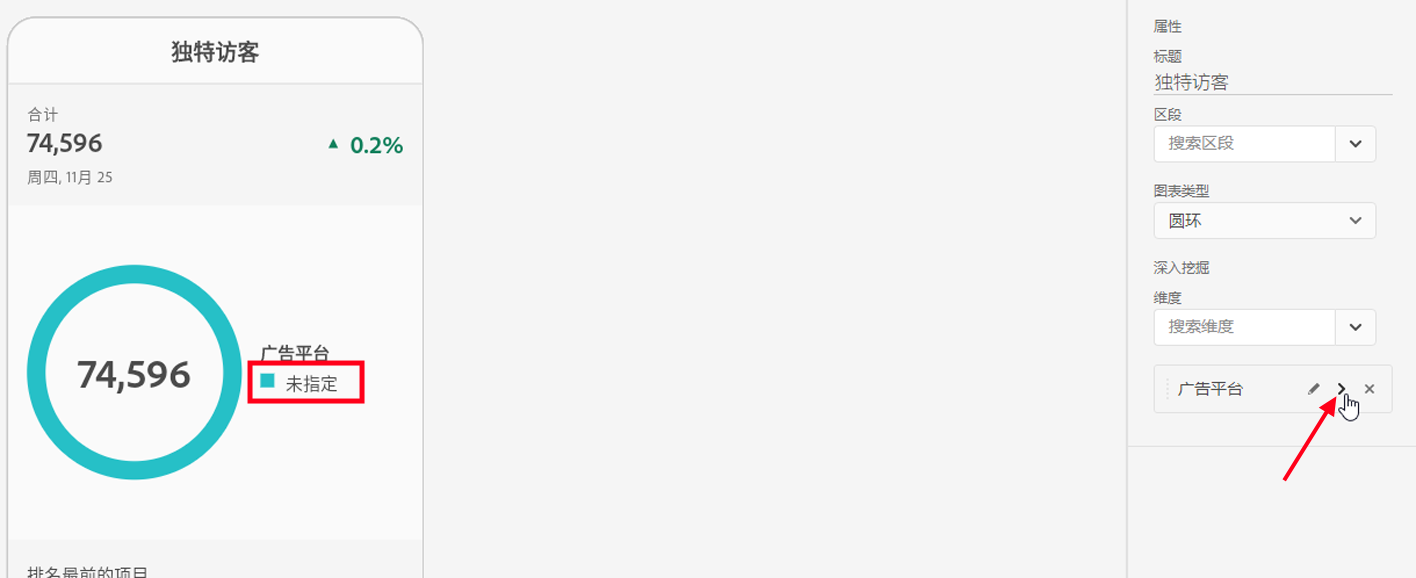 独特访客
合计
74,596
▲ 0.2%
周四, 11月 25
74,596
广告平台
未指定
排名最前的项目
属性
标题
独特访客
区段
搜索区段
图表类型
圆环
深入挖掘
维度
搜索维度
广告平台